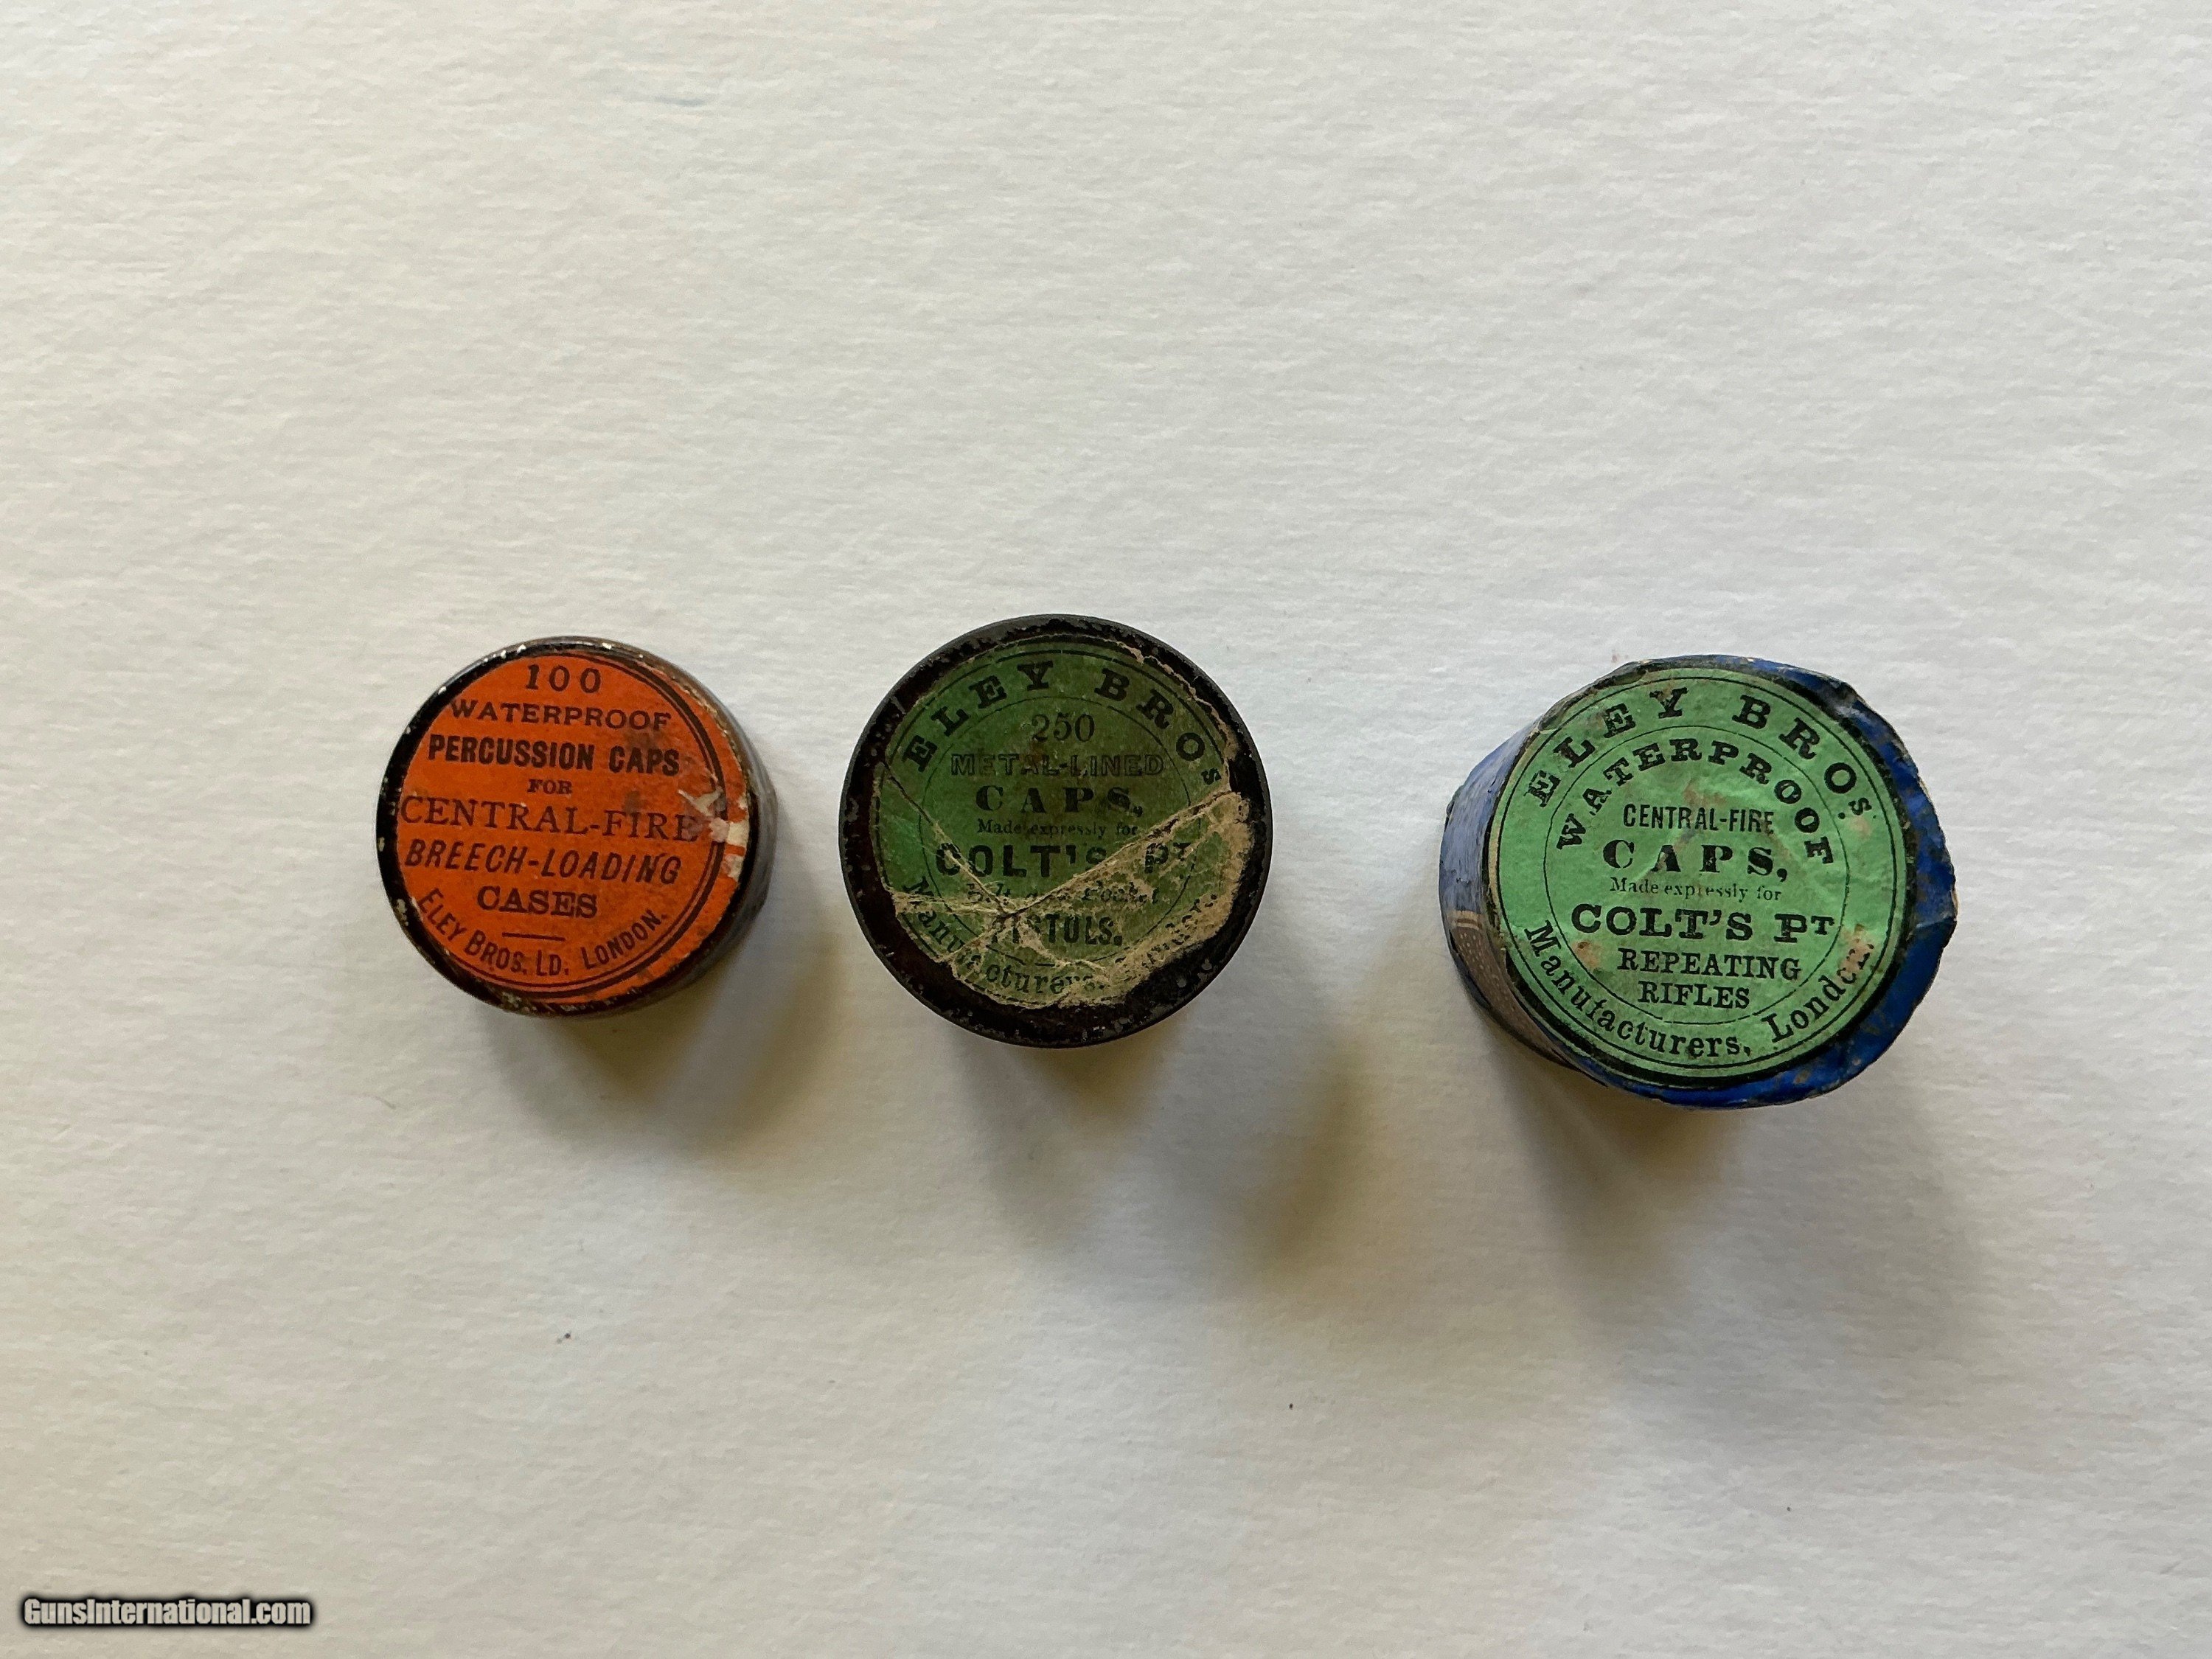 100
WATERPROOF
PERCUSSION CAPS
FOR
CENTRAL-FIRE
BREECH-LOADING
CASES
ELEY BROS. LD. LONDON.
ELEY BROS
250
METAL-LINED
CAPS,
Made expressly for
COLT'S PT
Pocket
PISTOLS.
Manufacturers,
ELEY BROS.
WATERPROOF
CENTRAL-FIRE
CAPS,
Made expressly for
COLT'S PT
REPEATING
RIFLES
Manufacturers, London.
GunsInternational.com